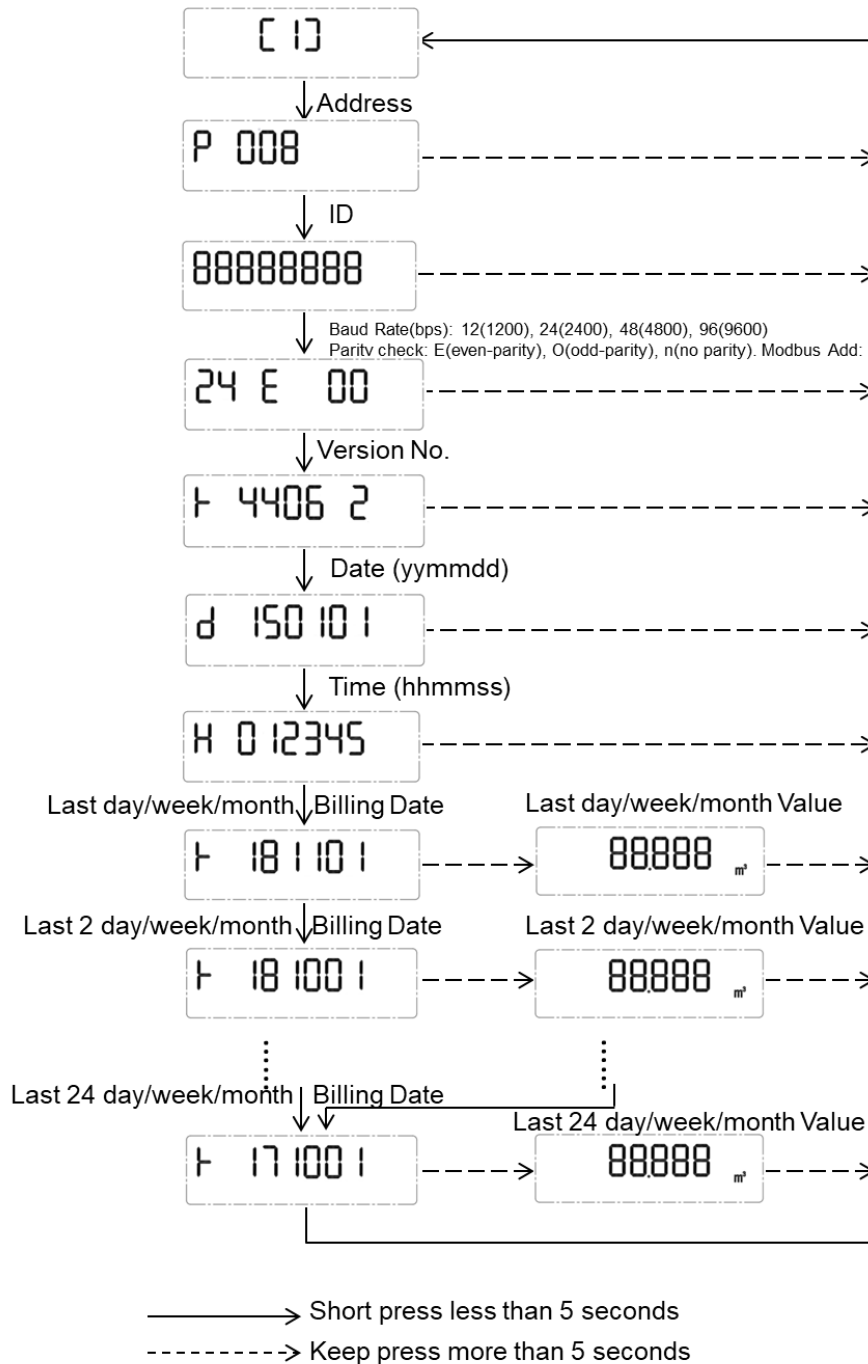 [ 1]
Address
P 008
ID
88888888
Baud Rate(bps): 12(1200), 24(2400), 48(4800), 96(9600)
Parity check: E(even-parity), O(odd-parity), n(no parity). Modbus Add:
24 E 00
Version No.
4406 2
Date (yymmdd)
d 150101
Time (hhmmss)
H 012345
Last day/week/month Billing Date Last day/week/month Value
181101 88.888 m³
Last 2 day/week/month Billing Date Last 2 day/week/month Value
181001 88.888 m³
Last 24 day/week/month Billing Date
Last 24 day/week/month Value
171001 88.888 m³
Short press less than 5 seconds
Keep press more than 5 seconds